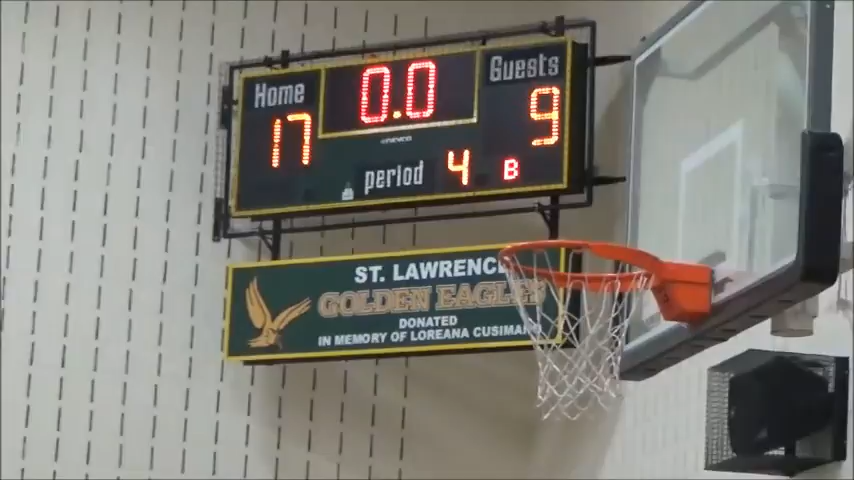 Home 0.0 Guests
17 9
period 4 B
ST. LAWRENCE
GOLDEN EAGLES
DONATED
IN MEMORY OF LOREANA CUSIMANO